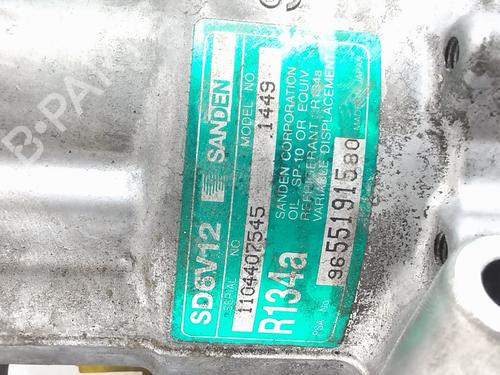 SD6V12 SANDEN
SERIAL NO MODEL NO
1104407545 1449
R134a
SANDEN CORPORATION
OIL : SP-10 OR EQUIV
REFRIGERANT : R134a
VARIABLE DISPLACEMENT
PSA No 9655191580 MADE IN JAPAN
B-PARTS